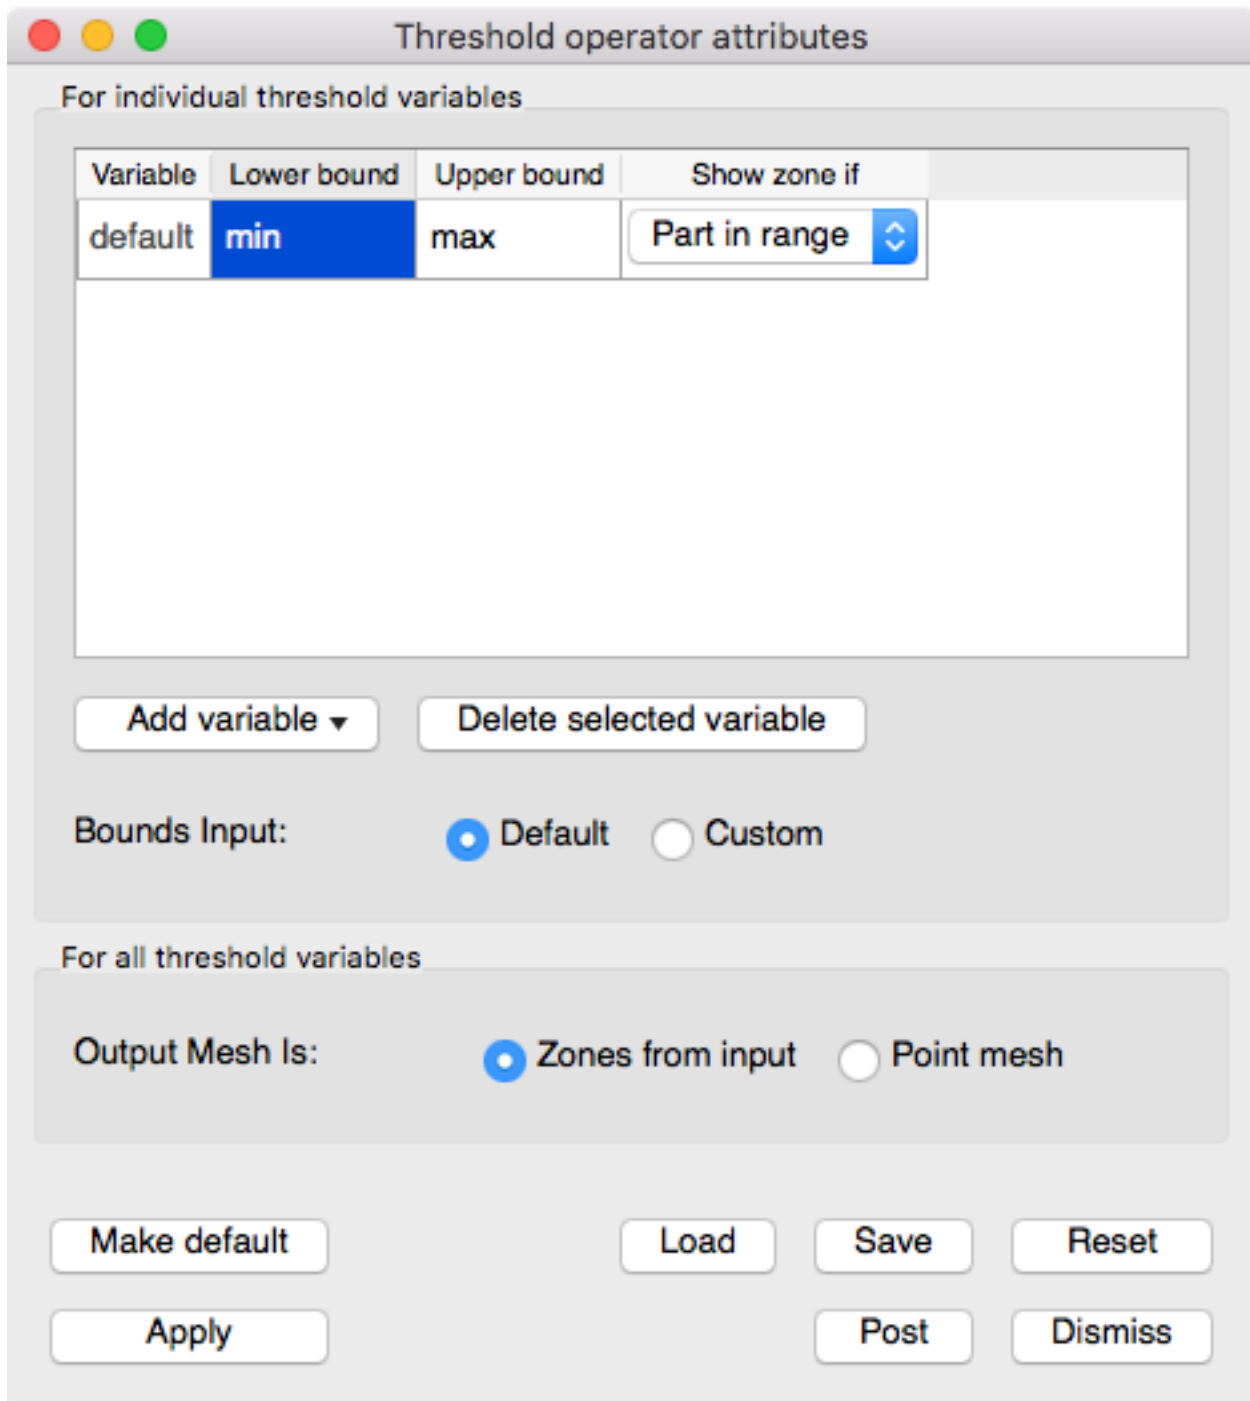 Threshold operator attributes
For individual threshold variables
Variable Lower bound Upper bound Show zone if
default min max Part in range
Add variable Delete selected variable
Bounds Input: Default Custom
For all threshold variables
Output Mesh Is: Zones from input Point mesh
Make default Load Save Reset
Apply Post Dismiss